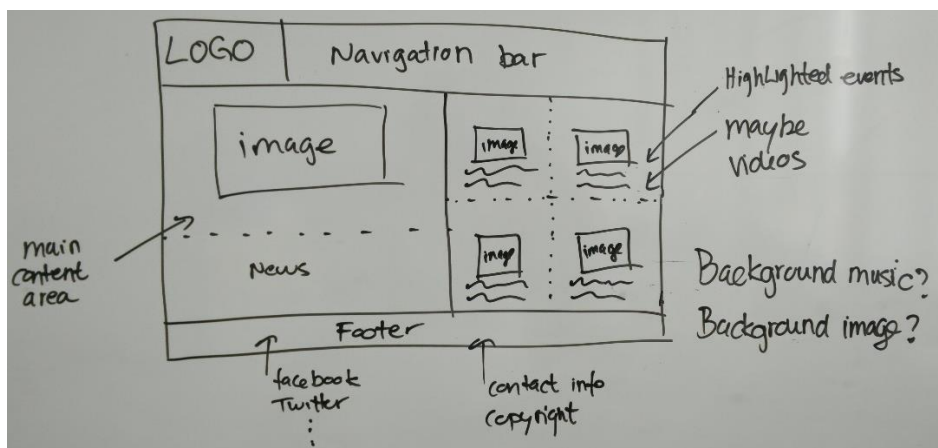 LOGO
Navigation bar
Highlighted events
maybe
videos
image
image
image
main
content
area
News
image
image
Background music?
Background image?
Footer
facebook
Twitter
contact info
copyright